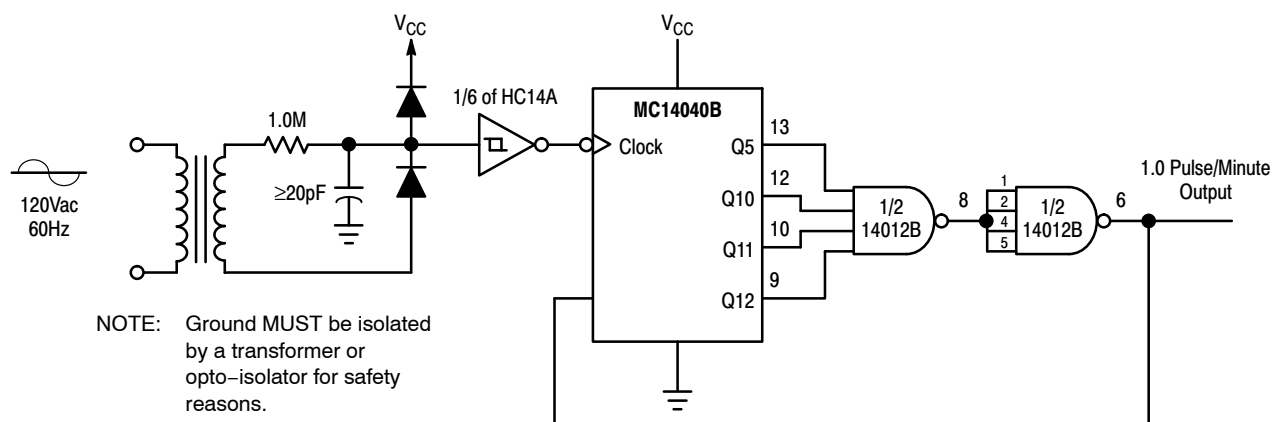 V_CC
V_CC
1/6 of HC14A
MC14040B
1.0M
Clock
Q5
13
Q10
12
Q11
10
Q12
9
≥20pF
120Vac
60Hz
1/2
14012B
8
1
2
4
5
1/2
14012B
6
1.0 Pulse/Minute
Output
NOTE: Ground MUST be isolated
by a transformer or
opto−isolator for safety
reasons.